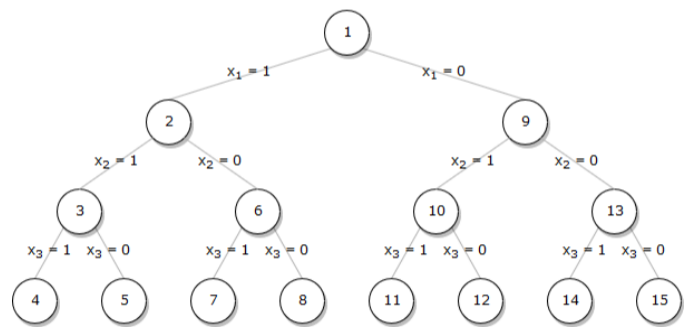 1
x₁ = 1 x₁ = 0
2 9
x₂ = 1 x₂ = 0 x₂ = 1 x₂ = 0
3 6 10 13
x₃ = 1 x₃ = 0 x₃ = 1 x₃ = 0 x₃ = 1 x₃ = 0 x₃ = 1 x₃ = 0
4 5 7 8 11 12 14 15